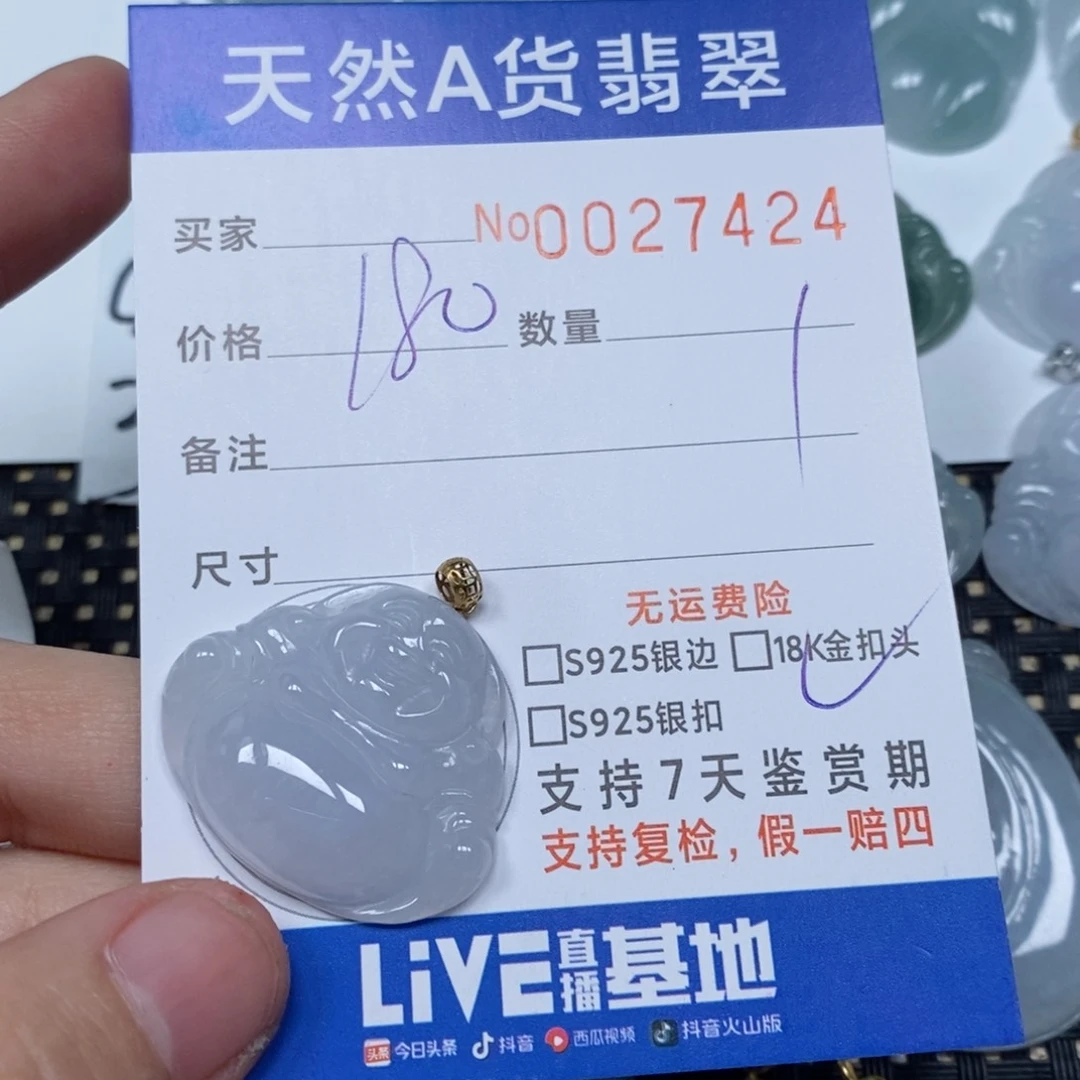 天然A货翡翠
买家 No0027424
价格 180 数量 1
备注
尺寸
无运费险
□S925银边 □18K金扣头
□S925银扣
支持7天鉴赏期
支持复检，假一赔四
LiVE直播基地
头条 今日头条 抖音 西瓜视频 抖音火山版